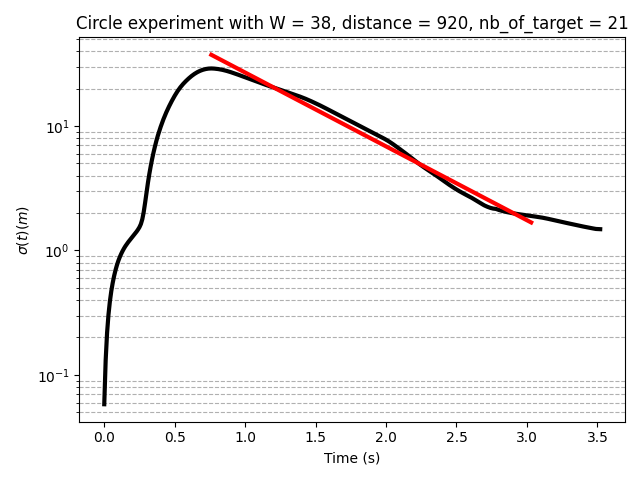 Circle experiment with W = 38, distance = 920, nb_of_target = 21
σ(t)(m)
10¹
10⁰
10⁻¹
0.0 0.5 1.0 1.5 2.0 2.5 3.0 3.5
Time (s)